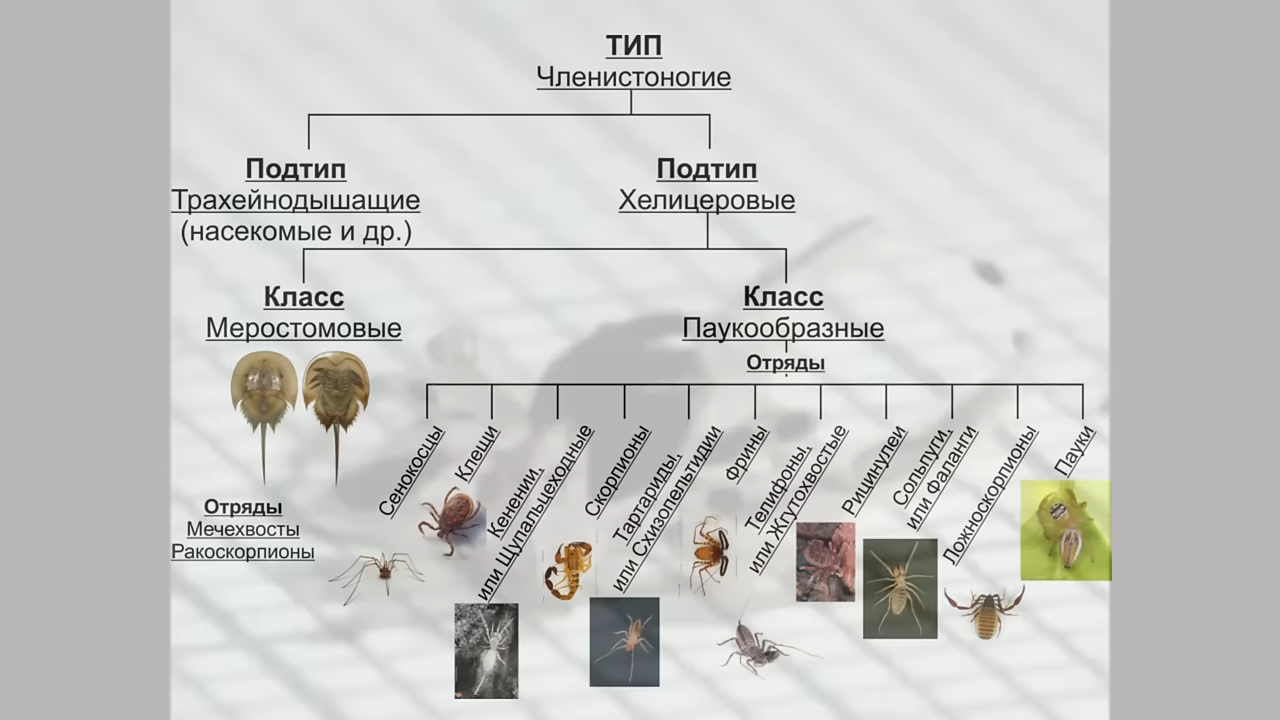 ТИП
Членистоногие
Подтип
Трахейнодышащие
(насекомые и др.)
Подтип
Хелицеровые
Класс
Меростомовые
Класс
Паукообразные
Отряды
Отряды
Мечехвосты
Ракоскорпионы
Сенокосцы
Клещи
Кенении,
или Щупальцеходные
Скорпионы
Тартариды,
или Схизопельтидии
Фрины
Телифоны,
или Жгутохвостые
Рицинулеи
Сольпуги,
или Фаланги
Ложноскорпионы
Пауки